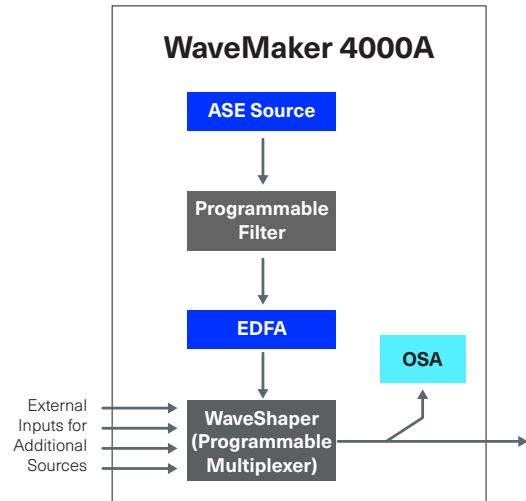 WaveMaker 4000A
ASE Source
Programmable
Filter
EDFA
OSA
External
Inputs for
Additional
Sources
WaveShaper
(Programmable
Multiplexer)